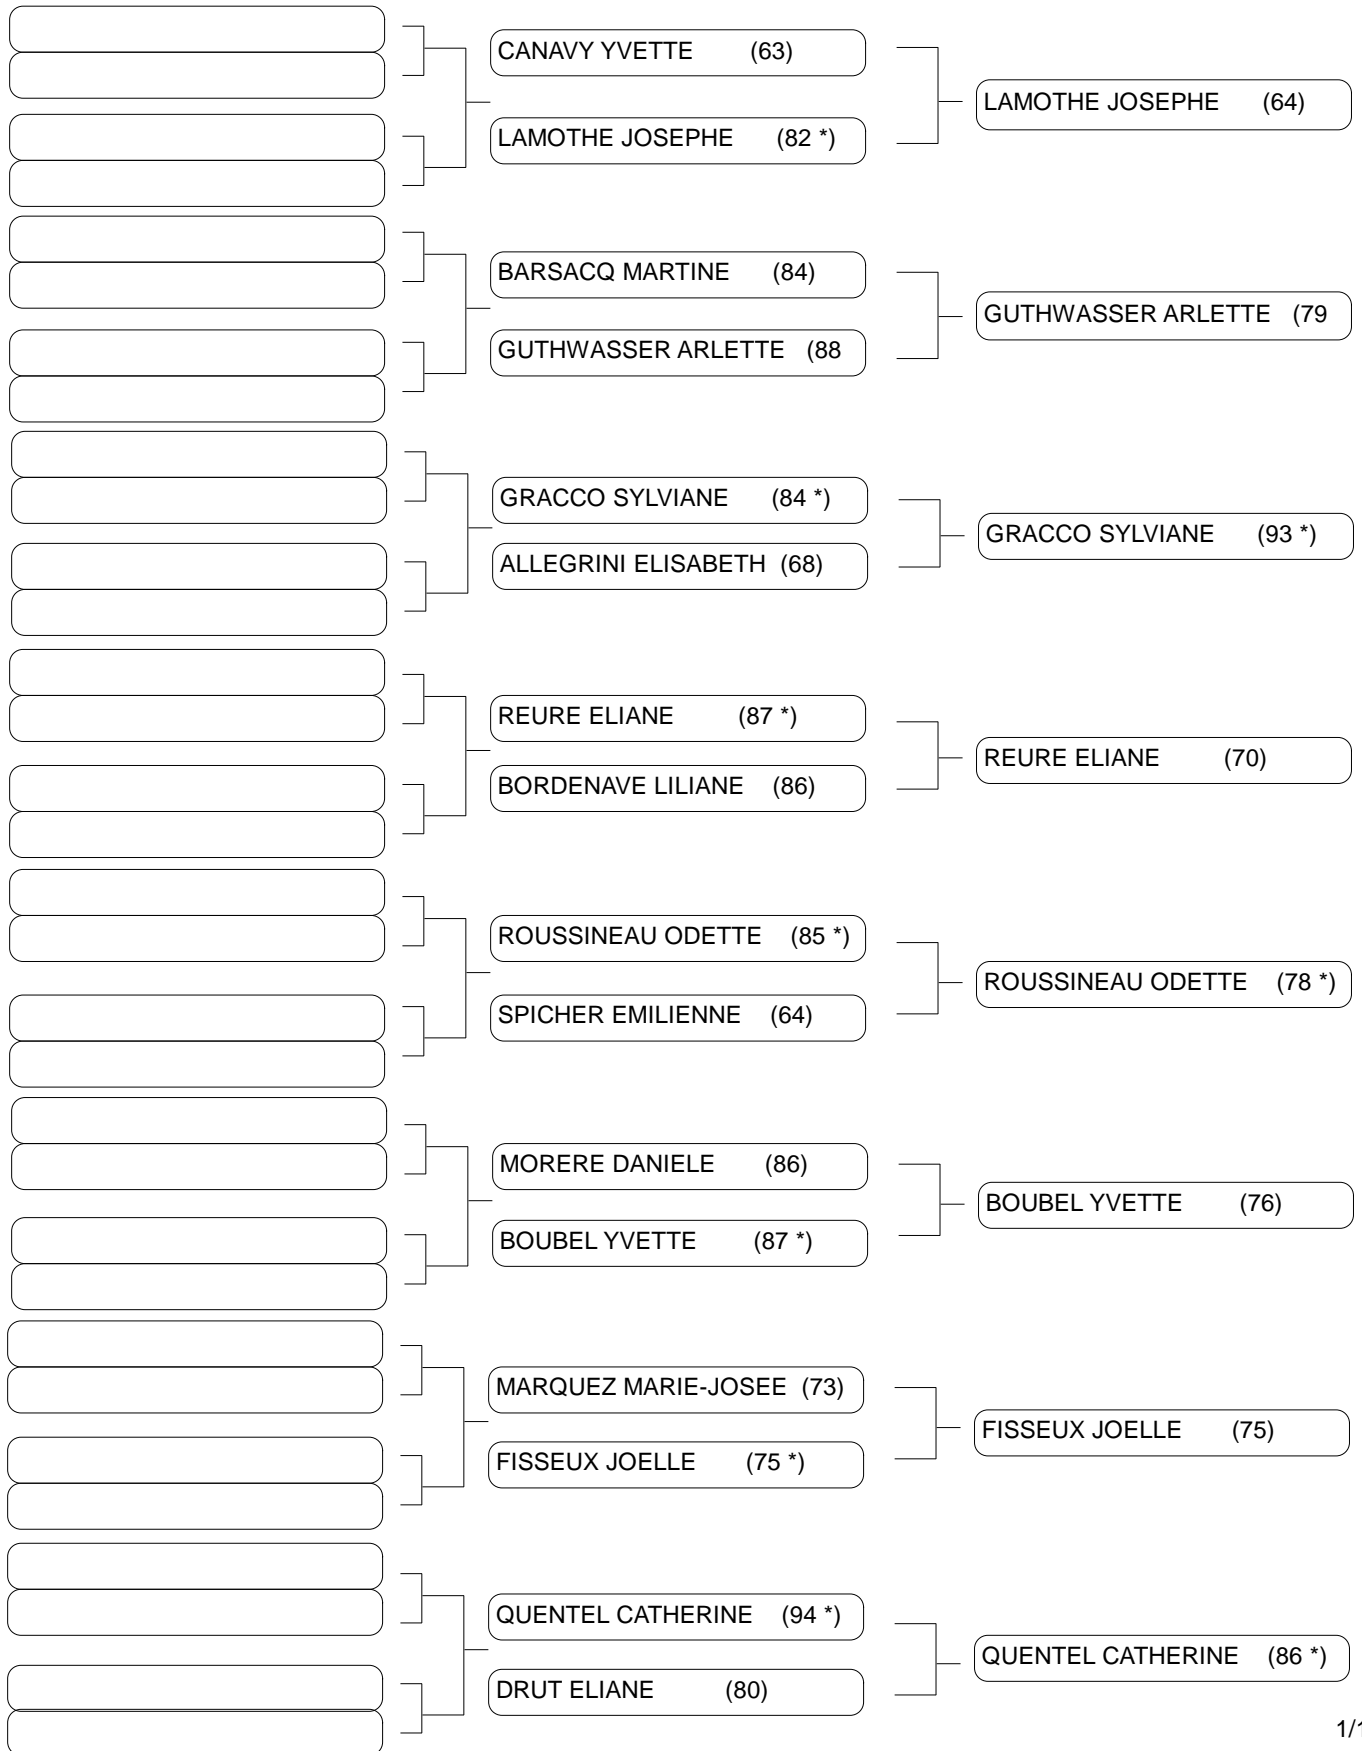 CANAVY YVETTE (63)
LAMOTHE JOSEPHE (82 *)
LAMOTHE JOSEPHE (64)
BARSACQ MARTINE (84)
GUTHWASSER ARLETTE (88
GUTHWASSER ARLETTE (79
GRACCO SYLVIANE (84 *)
ALLEGRINI ELISABETH (68)
GRACCO SYLVIANE (93 *)
REURE ELIANE (87 *)
BORDENAVE LILIANE (86)
REURE ELIANE (70)
ROUSSINEAU ODETTE (85 *)
SPICHER EMILIENNE (64)
ROUSSINEAU ODETTE (78 *)
MORERE DANIELE (86)
BOUBEL YVETTE (87 *)
BOUBEL YVETTE (76)
MARQUEZ MARIE-JOSEE (73)
FISSEUX JOELLE (75 *)
FISSEUX JOELLE (75)
QUENTEL CATHERINE (94 *)
DRUT ELIANE (80)
QUENTEL CATHERINE (86 *)
1/1